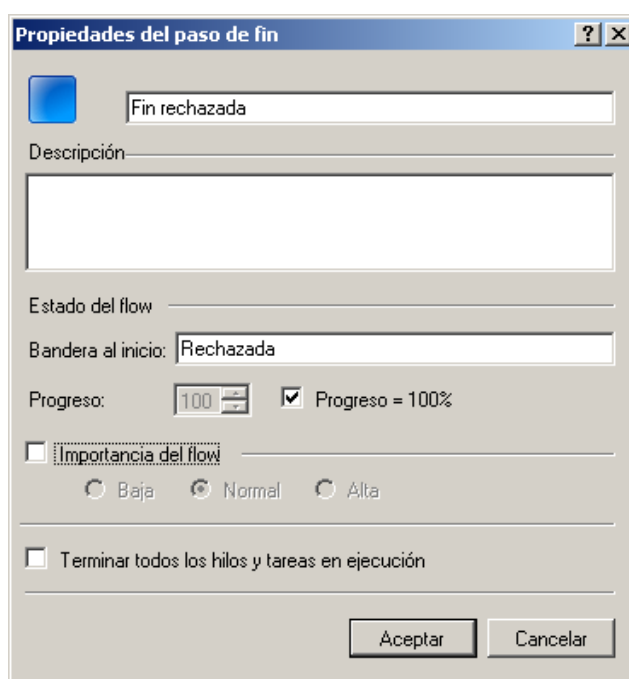 Propiedades del paso de fin
Fin rechazada
Descripción
Estado del flow
Bandera al inicio: Rechazada
Progreso: 100 Progreso = 100%
Importancia del flow
Baja Normal Alta
Terminar todos los hilos y tareas en ejecución
Aceptar Cancelar